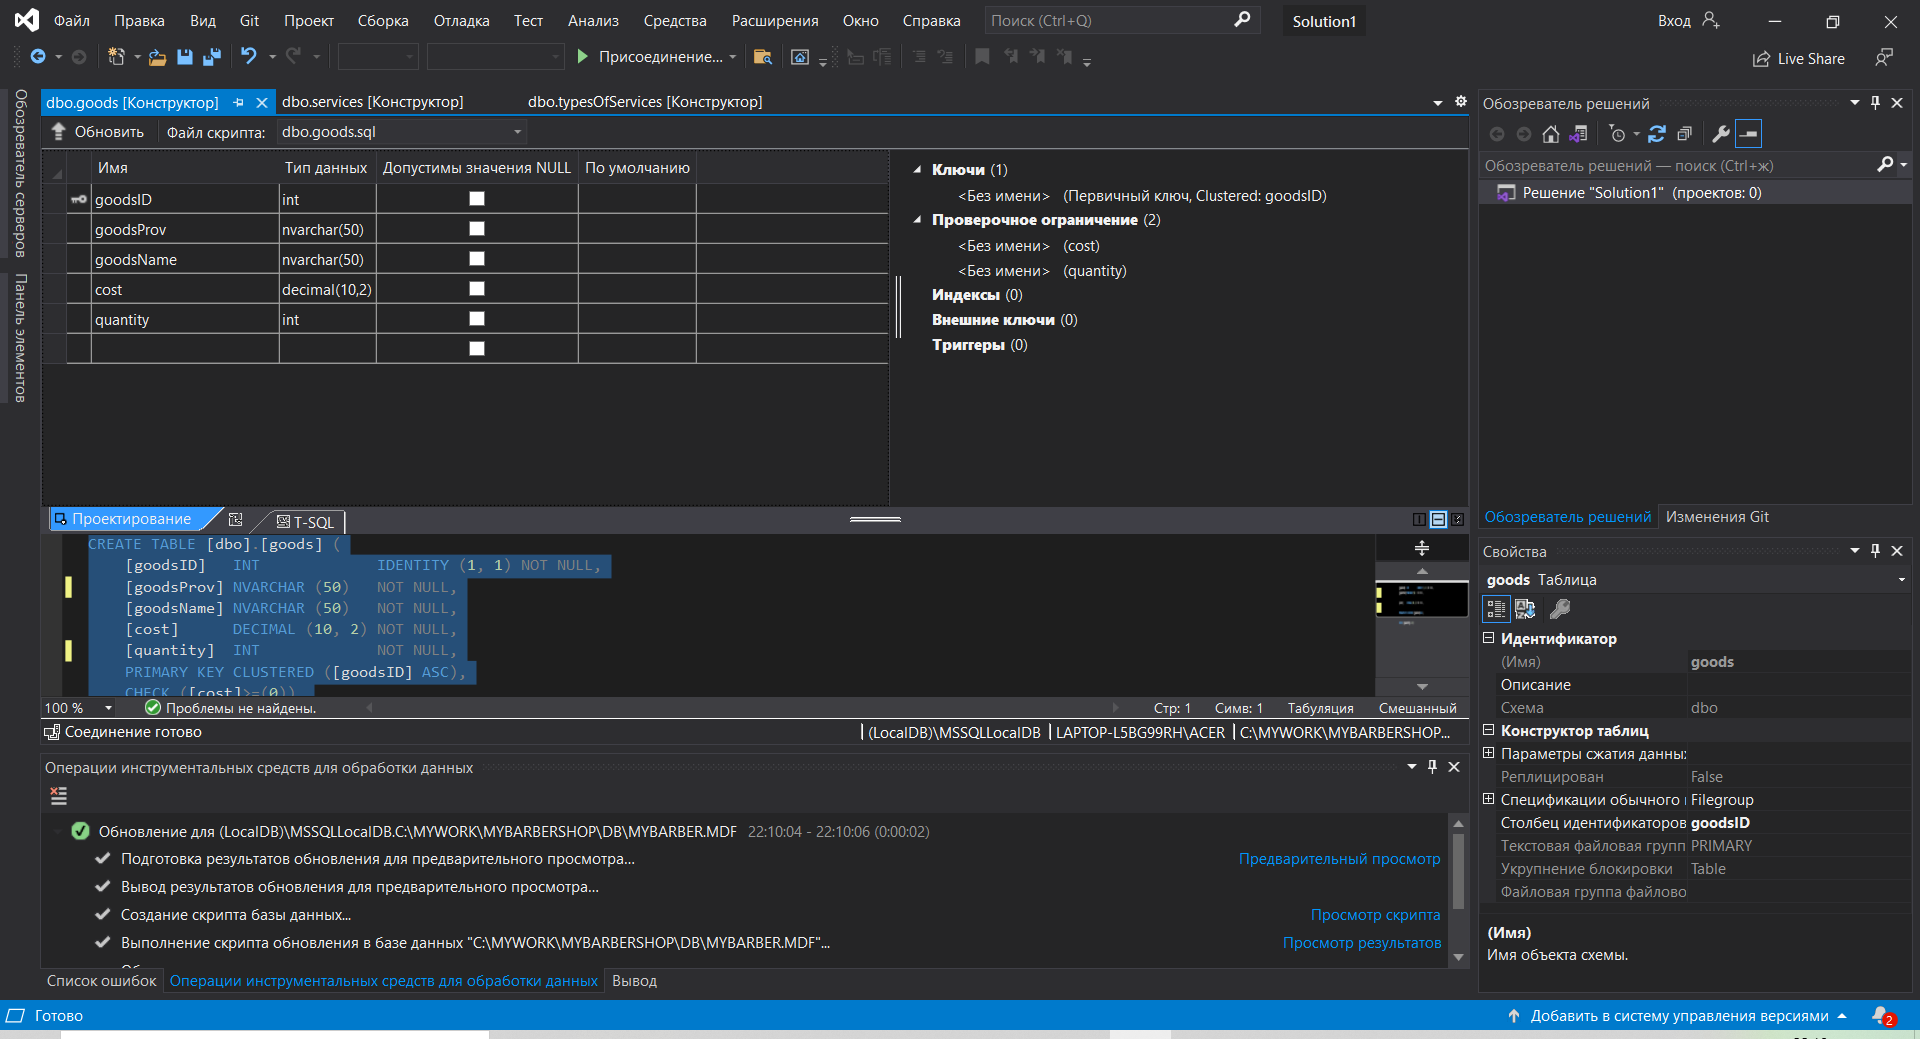 Файл Правка Вид Git Проект Сборка Отладка Тест Анализ Средства Расширения Окно Справка Поиск (Ctrl+Q) Solution1 Вход
Присоединение... Live Share
Обозреватель серверов
Панель элементов
dbo.goods [Конструктор] dbo.services [Конструктор] dbo.typesOfServices [Конструктор]
Обновить Файл скрипта: dbo.goods.sql
Имя Тип данных Допустимы значения NULL По умолчанию
goodsID int
goodsProv nvarchar(50)
goodsName nvarchar(50)
cost decimal(10,2)
quantity int
Ключи (1)
<Без имени> (Первичный ключ, Clustered: goodsID)
Проверочное ограничение (2)
<Без имени> (cost)
<Без имени> (quantity)
Индексы (0)
Внешние ключи (0)
Триггеры (0)
Проектирование T-SQL
CREATE TABLE [dbo].[goods] (
[goodsID] INT IDENTITY (1, 1) NOT NULL,
[goodsProv] NVARCHAR (50) NOT NULL,
[goodsName] NVARCHAR (50) NOT NULL,
[cost] DECIMAL (10, 2) NOT NULL,
[quantity] INT NOT NULL,
PRIMARY KEY CLUSTERED ([goodsID] ASC),
CHECK ([cost]>=(0))
100 % Проблемы не найдены. Стр: 1 Симв: 1 Табуляция Смешанный
Соединение готово (LocalDB)\MSSQLLocalDB LAPTOP-L5BG99RH\ACER C:\MYWORK\MYBARBERSHOP...
Операции инструментальных средств для обработки данных
Обновление для (LocalDB)\MSSQLLocalDB.C:\MYWORK\MYBARBERSHOP\DB\MYBARBER.MDF 22:10:04 - 22:10:06 (0:00:02)
Подготовка результатов обновления для предварительного просмотра... Предварительный просмотр
Вывод результатов обновления для предварительного просмотра...
Создание скрипта базы данных... Просмотр скрипта
Выполнение скрипта обновления в базе данных "C:\MYWORK\MYBARBERSHOP\DB\MYBARBER.MDF"... Просмотр результатов
Список ошибок Операции инструментальных средств для обработки данных Вывод
Обозреватель решений
Обозреватель решений — поиск (Ctrl+ж)
Решение "Solution1" (проектов: 0)
Обозреватель решений Изменения Git
Свойства
goods Таблица
Идентификатор
(Имя) goods
Описание
Схема dbo
Конструктор таблиц
Параметры сжатия данны
Реплицирован False
Спецификации обычного Filegroup
Столбец идентификаторов goodsID
Текстовая файловая групп PRIMARY
Укрупнение блокировки Table
Файловая группа файлово
(Имя)
Имя объекта схемы.
Готово Добавить в систему управления версиями 2